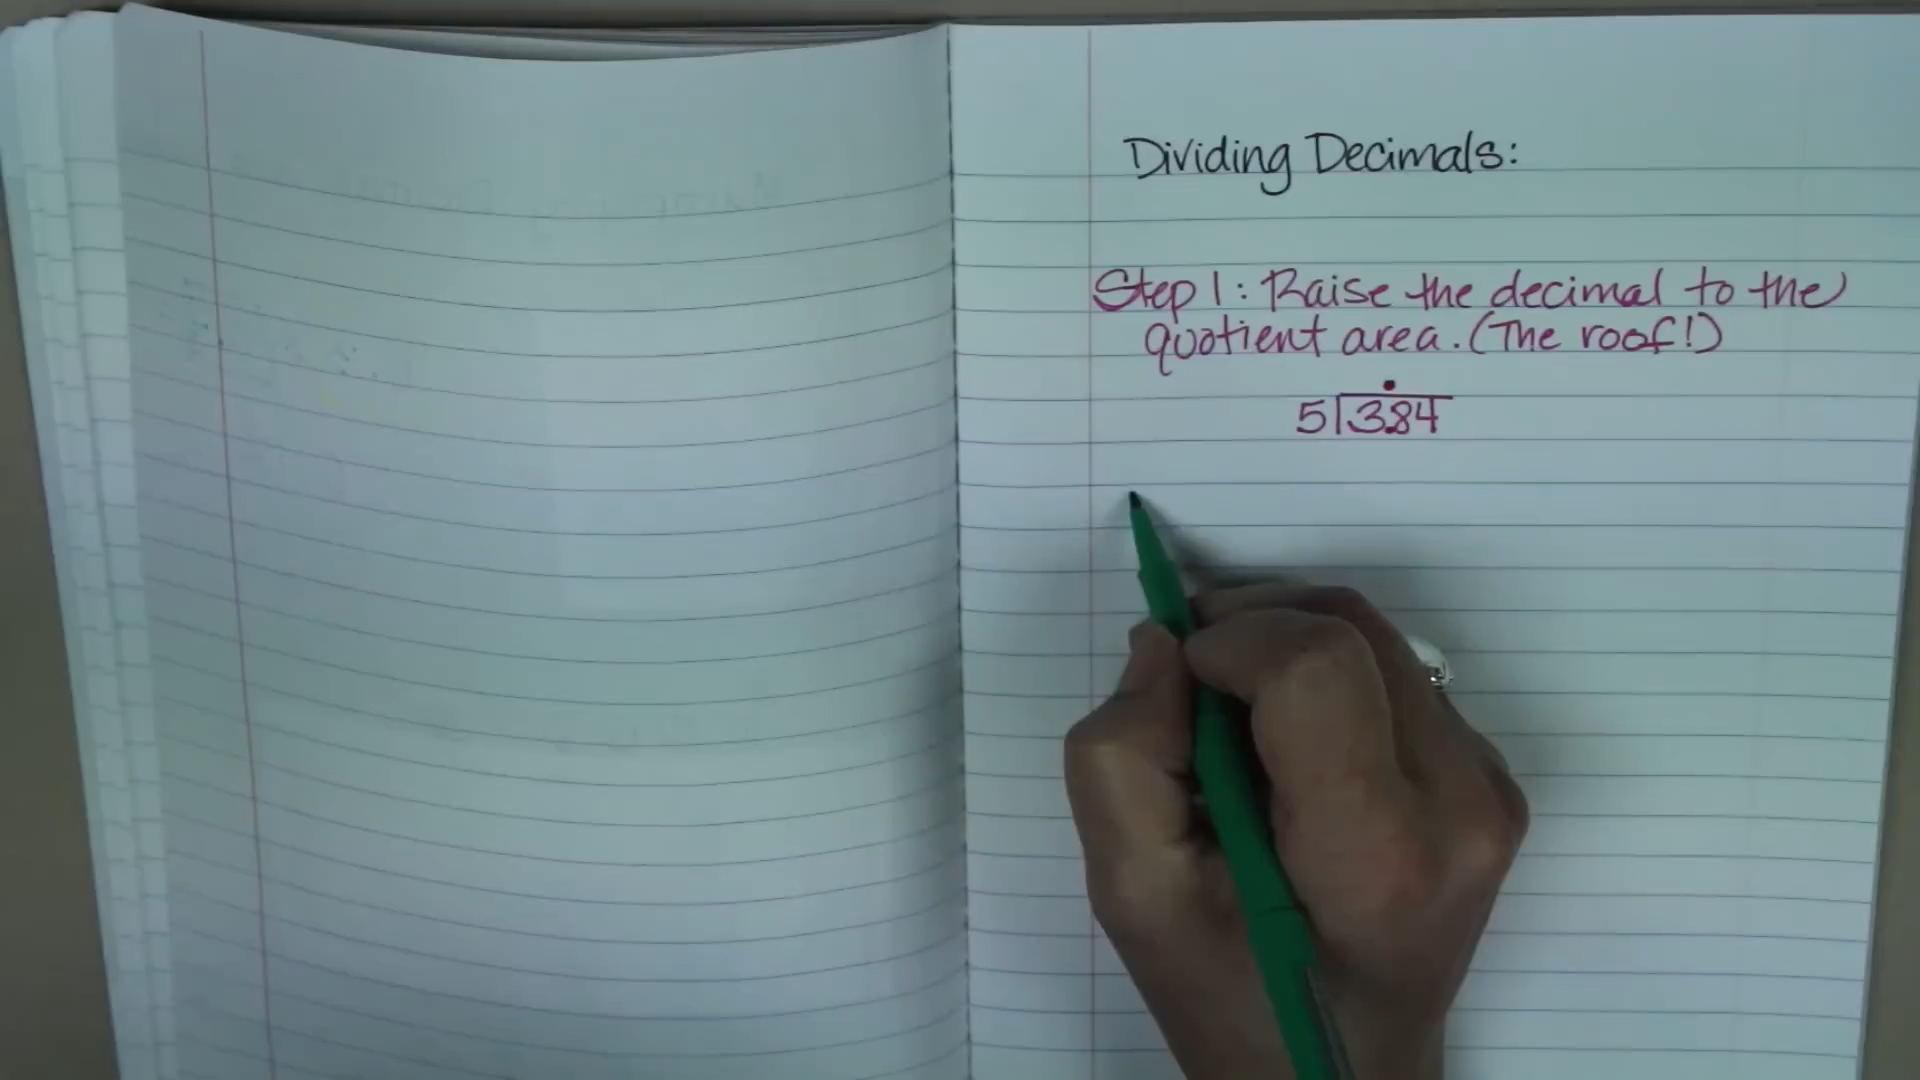 Dividing Decimals:
Step 1: Raise the decimal to the
quotient area. (The roof!)
.
5 3.84